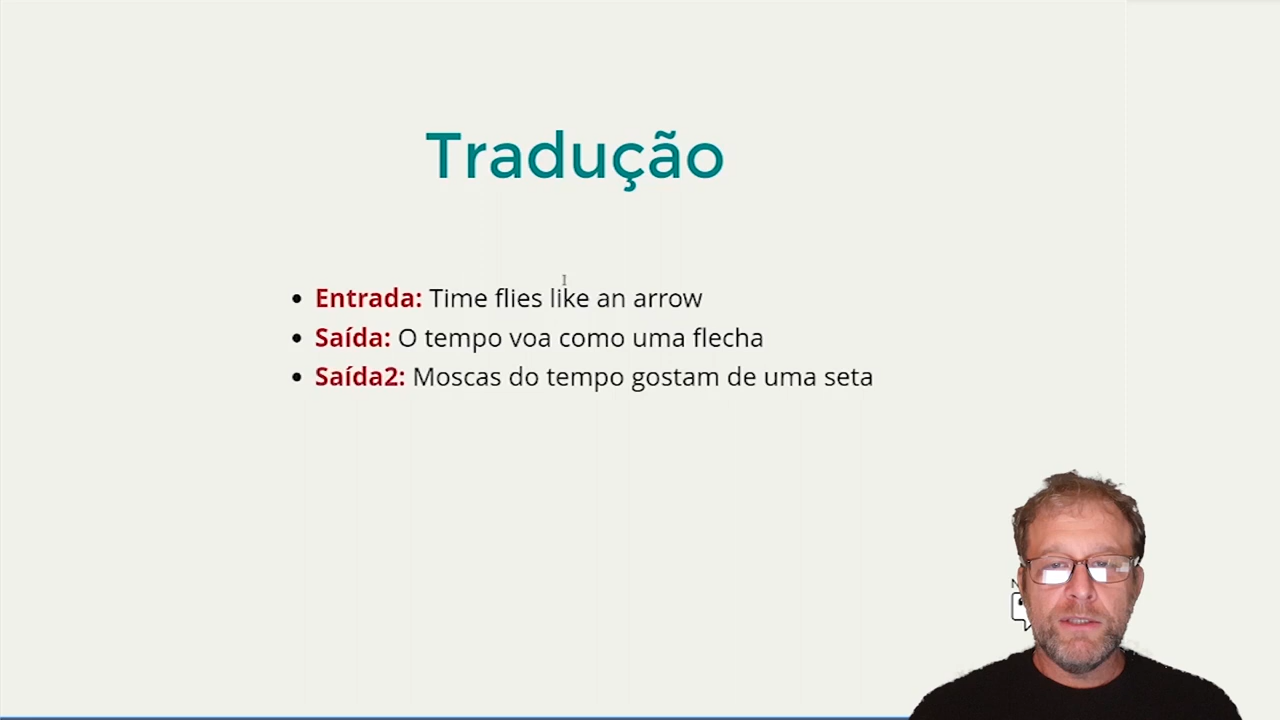 Tradução
Entrada: Time flies like an arrow
Saída: O tempo voa como uma flecha
Saída2: Moscas do tempo gostam de uma seta